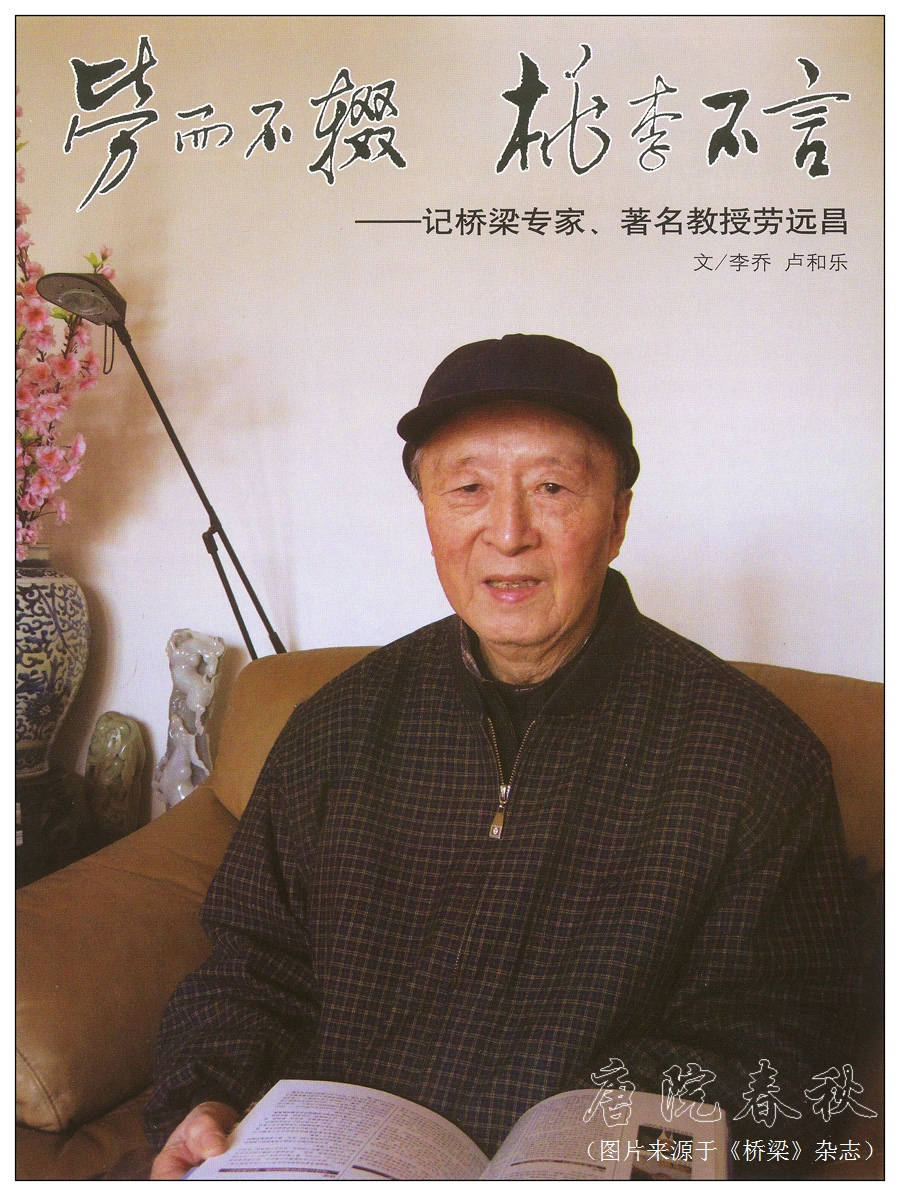 劳而不辍 桃李不言
——记桥梁专家、著名教授劳远昌
文/李乔 卢和乐
唐院春秋
(图片来源于《桥梁》杂志)